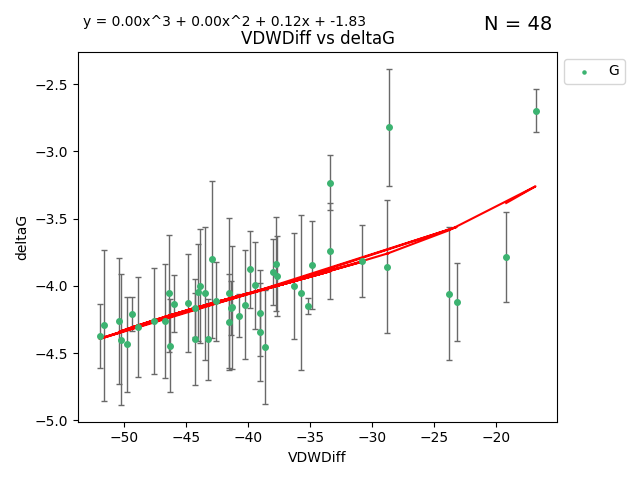 y = 0.00x^3 + 0.00x^2 + 0.12x + -1.83
N = 48
VDWDiff vs deltaG
G
deltaG
−2.5
−3.0
−3.5
−4.0
−4.5
−5.0
−50 −45 −40 −35 −30 −25 −20
VDWDiff